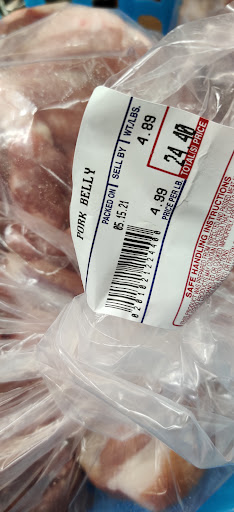 PORK BELLY
PACKED ON | SELL BY | WT/LBS.
05.15.21 4.89
4.99 24.40
PRICE PER LB. TOTAL($) PRICE
SAFE HANDLING INSTRUCTIONS